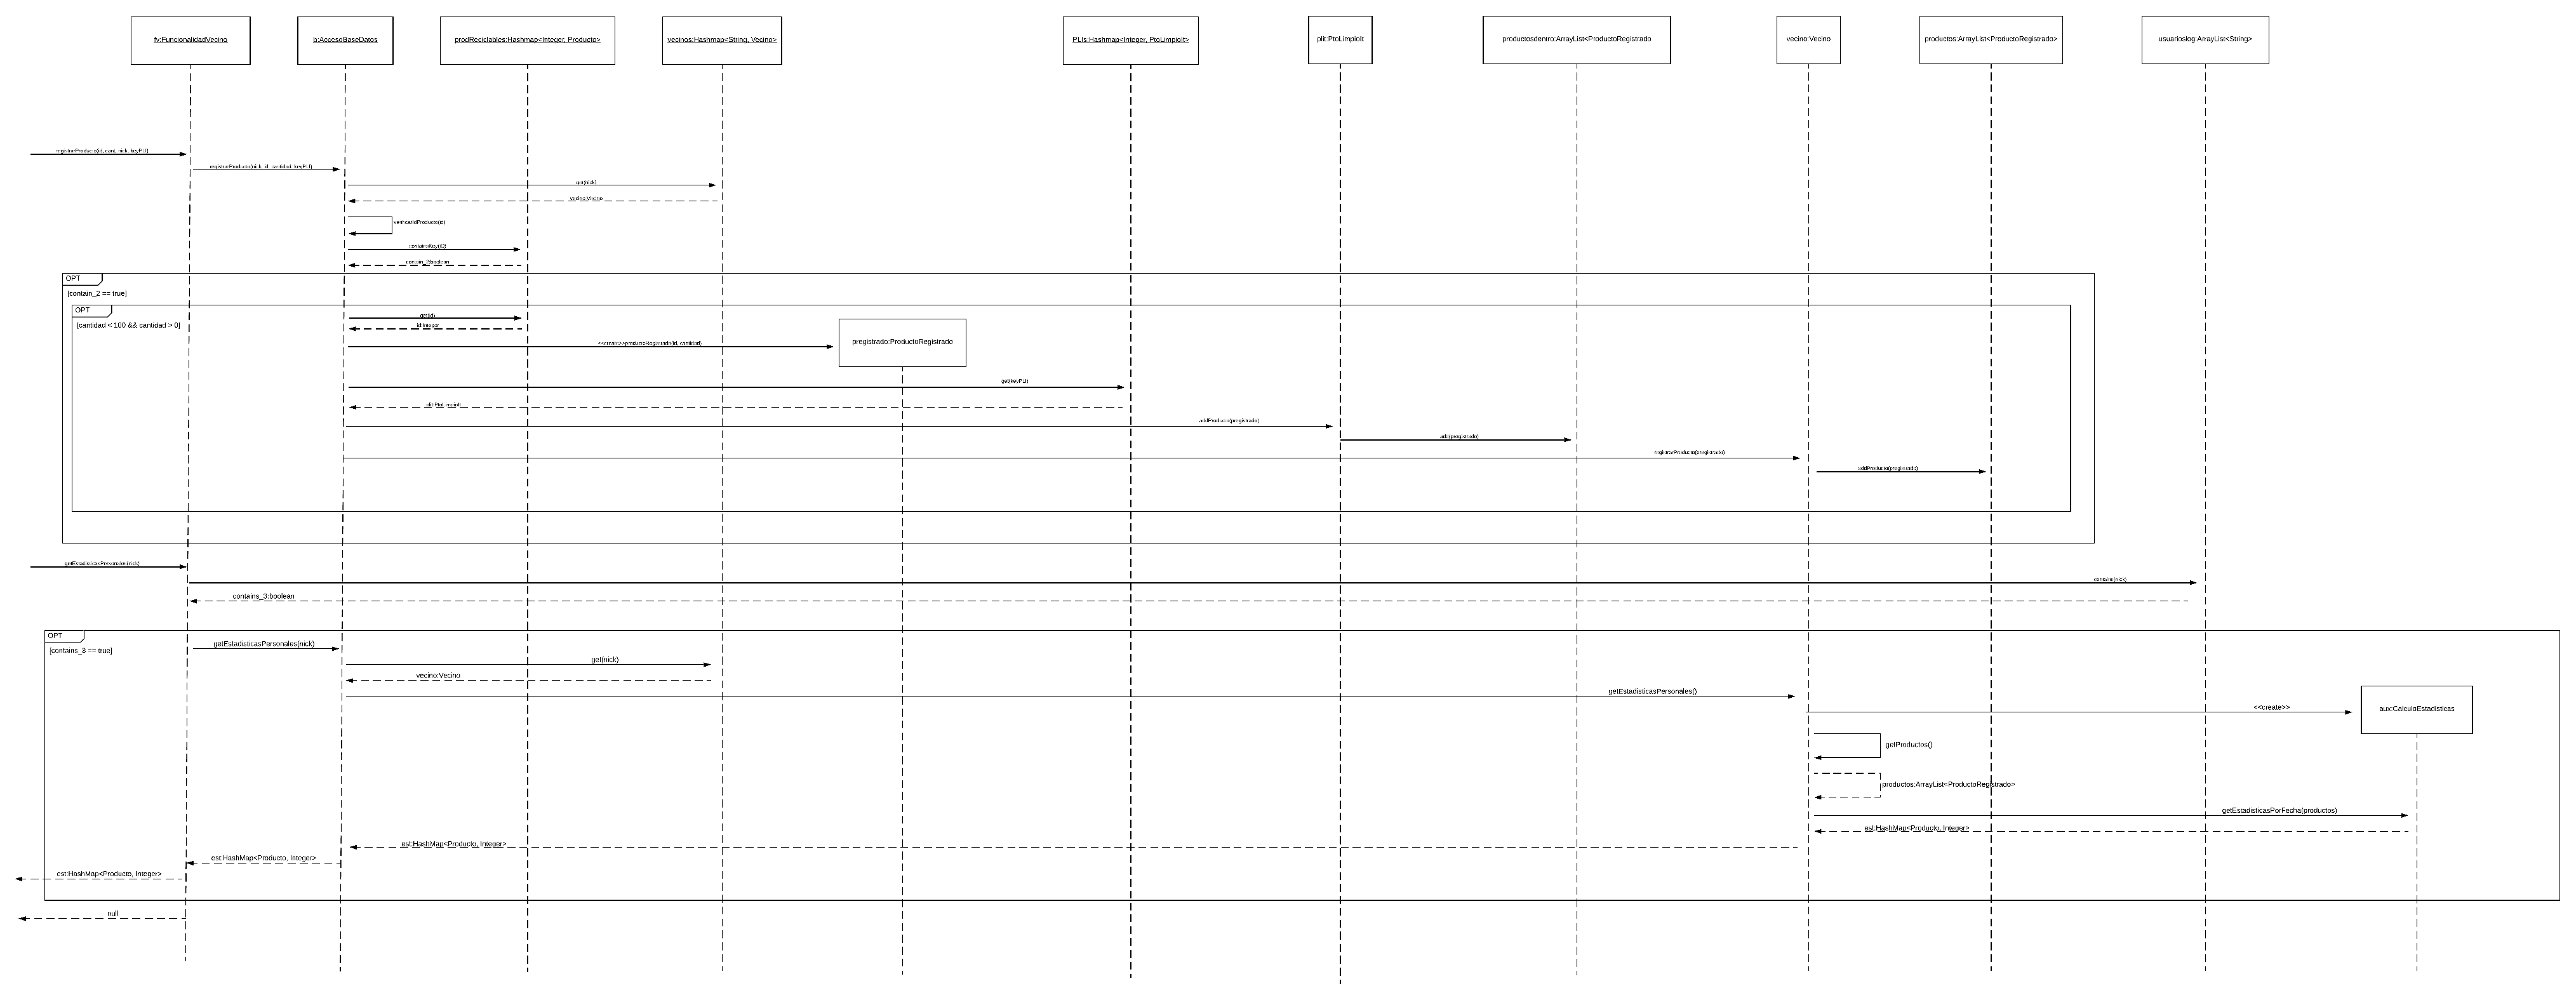 fv:FuncionalidadVecino
b:AccesoBaseDatos
prodReciclables:Hashmap<Integer, Producto>
vecinos:Hashmap<String, Vecino>
PLIs:Hashmap<Integer, PtoLimpioIt>
plit:PtoLimpioIt
productosdentro:ArrayList<ProductoRegistrado
vecino:Vecino
productos:ArrayList<ProductoRegistrado>
usuarioslog:ArrayList<String>
registrarProducto(id, cant, nick, keyPLI)
registrarProducto(nick, id, cantidad, keyPLI)
get(nick)
vecino:Vecino
verificarIdProducto(id)
containsKey(ID)
contain_2:boolean
OPT
[contain_2 == true]
OPT
[cantidad < 100 && cantidad > 0]
get(id)
id:Integer
<<create>>productoRegistrado(id, cantidad)
pregistrado:ProductoRegistrado
get(keyPLI)
plit:PtoLimpioIt
addProducto(pregistrado)
add(pregistrado)
registrarProducto(pregistrado)
addProducto(pregistrado)
getEstadisticasPersonales(nick)
contains(nick)
contains_3:boolean
OPT
[contains_3 == true]
getEstadisticasPersonales(nick)
get(nick)
vecino:Vecino
getEstadisticasPersonales()
<<create>>
aux:CalculoEstadisticas
getProductos()
productos:ArrayList<ProductoRegistrado>
getEstadisticasPorFecha(productos)
est:HashMap<Producto, Integer>
est:HashMap<Producto, Integer>
est:HashMap<Producto, Integer>
est:HashMap<Producto, Integer>
null